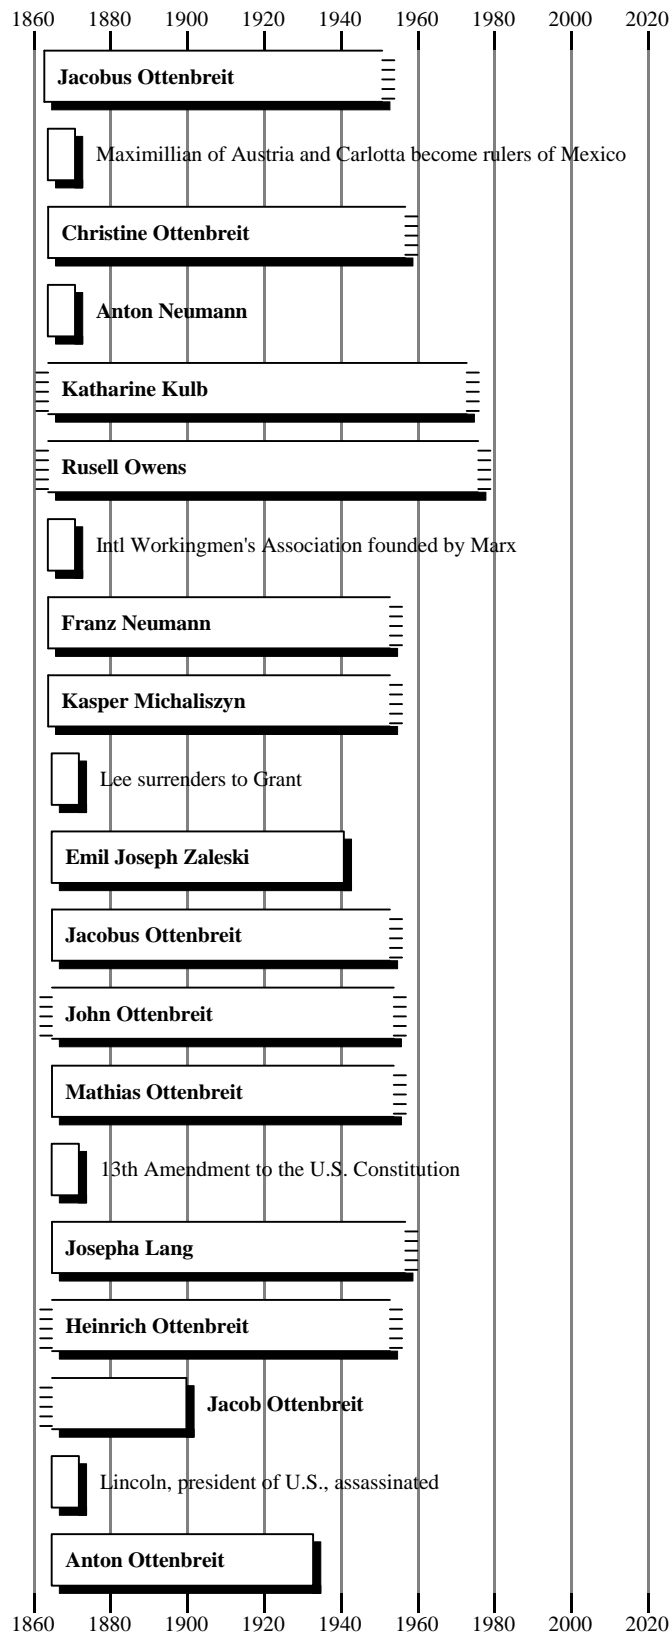 1860 1880 1900 1920 1940 1960 1980 2000 2020
Jacobus Ottenbreit
Maximillian of Austria and Carlotta become rulers of Mexico
Christine Ottenbreit
Anton Neumann
Katharine Kulb
Rusell Owens
Intl Workingmen's Association founded by Marx
Franz Neumann
Kasper Michaliszyn
Lee surrenders to Grant
Emil Joseph Zaleski
Jacobus Ottenbreit
John Ottenbreit
Mathias Ottenbreit
13th Amendment to the U.S. Constitution
Josepha Lang
Heinrich Ottenbreit
Jacob Ottenbreit
Lincoln, president of U.S., assassinated
Anton Ottenbreit
1860 1880 1900 1920 1940 1960 1980 2000 2020